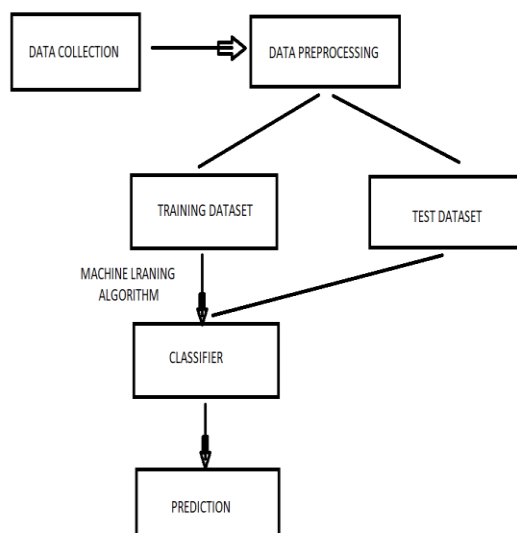 DATA COLLECTION
DATA PREPROCESSING
TRAINING DATASET
TEST DATASET
MACHINE LRANING
ALGORITHM
CLASSIFIER
PREDICTION